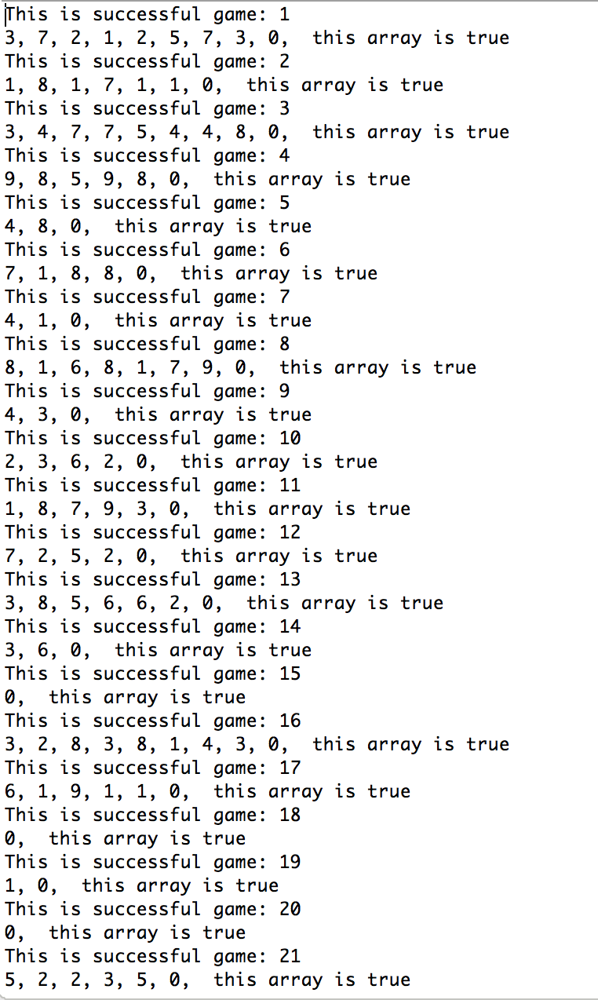 This is successful game: 1
3, 7, 2, 1, 2, 5, 7, 3, 0,  this array is true
This is successful game: 2
1, 8, 1, 7, 1, 1, 0,  this array is true
This is successful game: 3
3, 4, 7, 7, 5, 4, 4, 8, 0,  this array is true
This is successful game: 4
9, 8, 5, 9, 8, 0,  this array is true
This is successful game: 5
4, 8, 0,  this array is true
This is successful game: 6
7, 1, 8, 8, 0,  this array is true
This is successful game: 7
4, 1, 0,  this array is true
This is successful game: 8
8, 1, 6, 8, 1, 7, 9, 0,  this array is true
This is successful game: 9
4, 3, 0,  this array is true
This is successful game: 10
2, 3, 6, 2, 0,  this array is true
This is successful game: 11
1, 8, 7, 9, 3, 0,  this array is true
This is successful game: 12
7, 2, 5, 2, 0,  this array is true
This is successful game: 13
3, 8, 5, 6, 6, 2, 0,  this array is true
This is successful game: 14
3, 6, 0,  this array is true
This is successful game: 15
0,  this array is true
This is successful game: 16
3, 2, 8, 3, 8, 1, 4, 3, 0,  this array is true
This is successful game: 17
6, 1, 9, 1, 1, 0,  this array is true
This is successful game: 18
0,  this array is true
This is successful game: 19
1, 0,  this array is true
This is successful game: 20
0,  this array is true
This is successful game: 21
5, 2, 2, 3, 5, 0,  this array is true